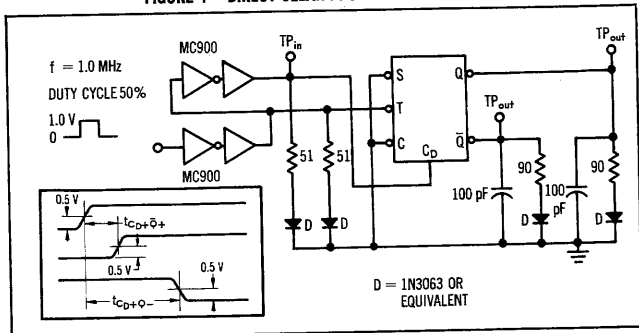 MC900
f = 1.0 MHz
DUTY CYCLE 50%
1.0 V
0
MC900
TPin
S
T
C
CD
Q
Q̄
TPout
TPout
51
51
90
90
100 pF
100 pF
D
D
D
D
0.5 V
tCD+Q̄+
0.5 V
0.5 V
tCD+Q−
D = 1N3063 OR
EQUIVALENT